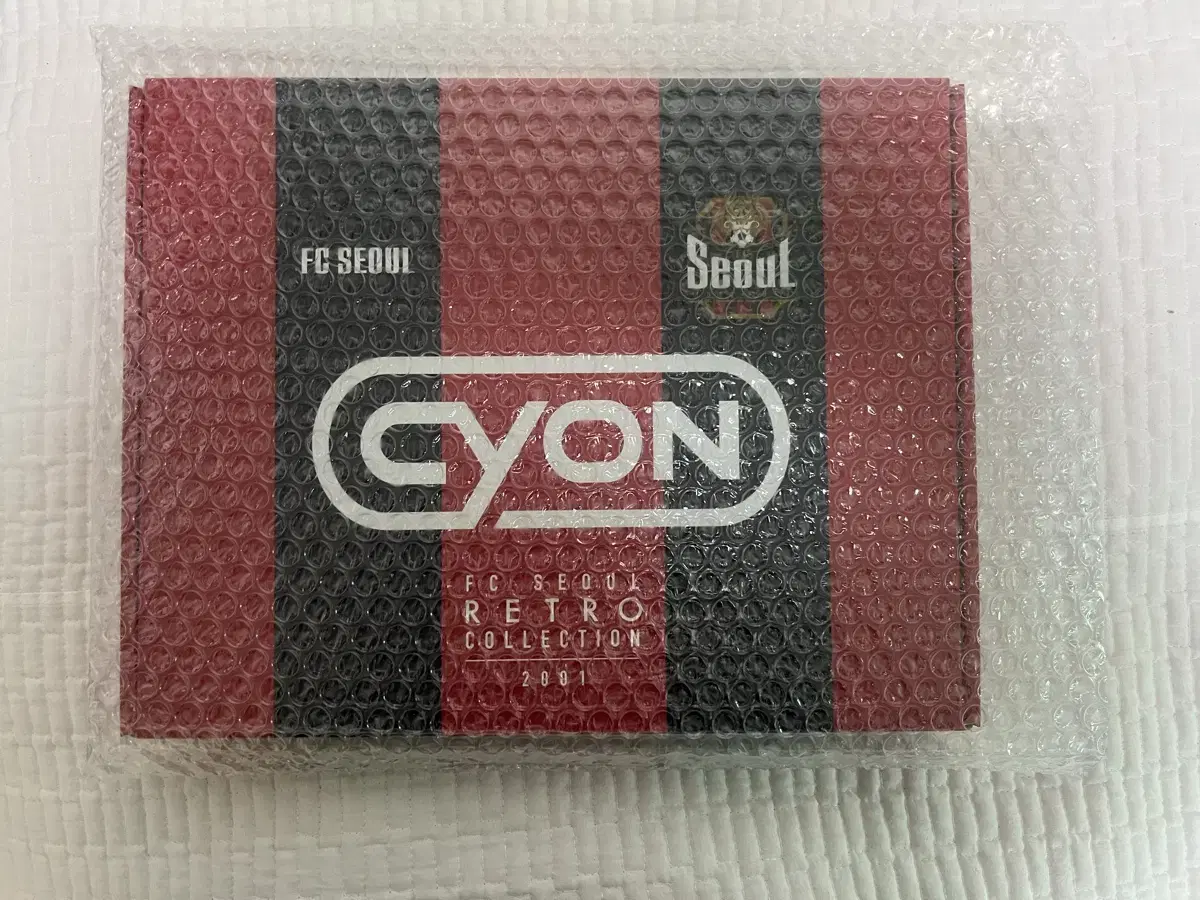 FC SEOUL
Seoul
CYON
FC SEOUL
RETRO
COLLECTION
2001